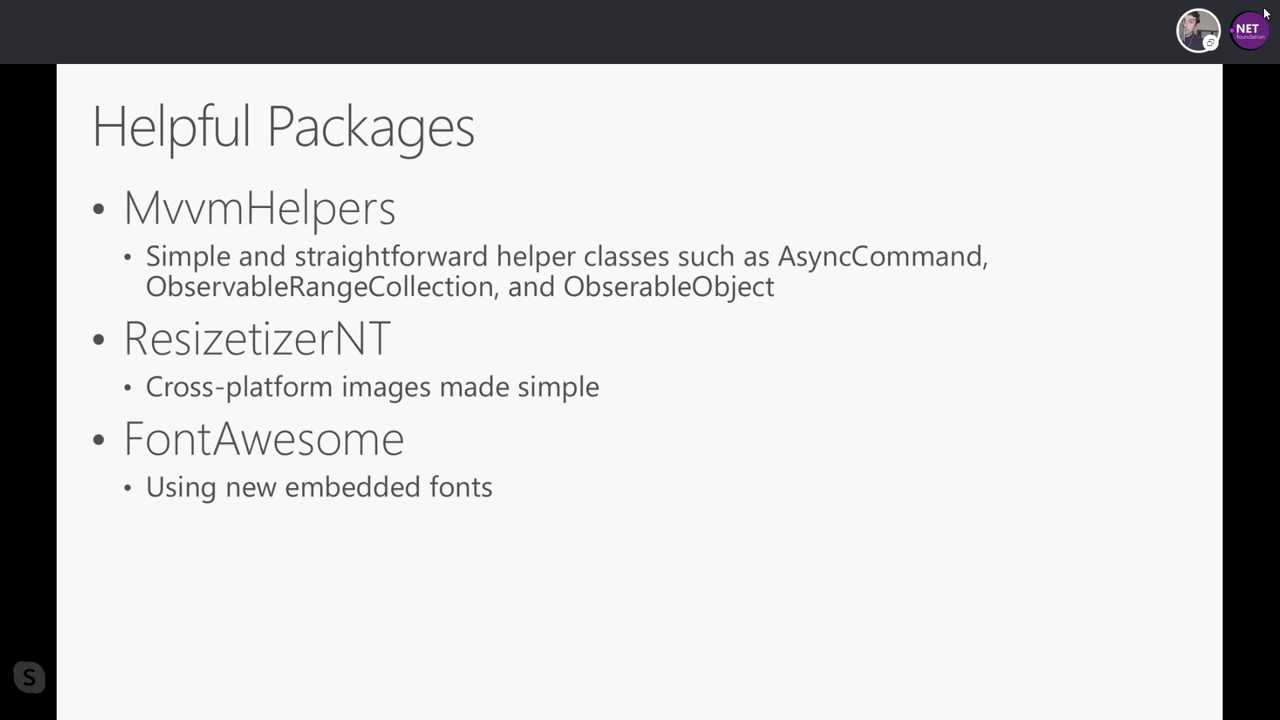 NET
foundation
Helpful Packages
• MvvmHelpers
• Simple and straightforward helper classes such as AsyncCommand,
ObservableRangeCollection, and ObserableObject
• ResizetizerNT
• Cross-platform images made simple
• FontAwesome
• Using new embedded fonts
S